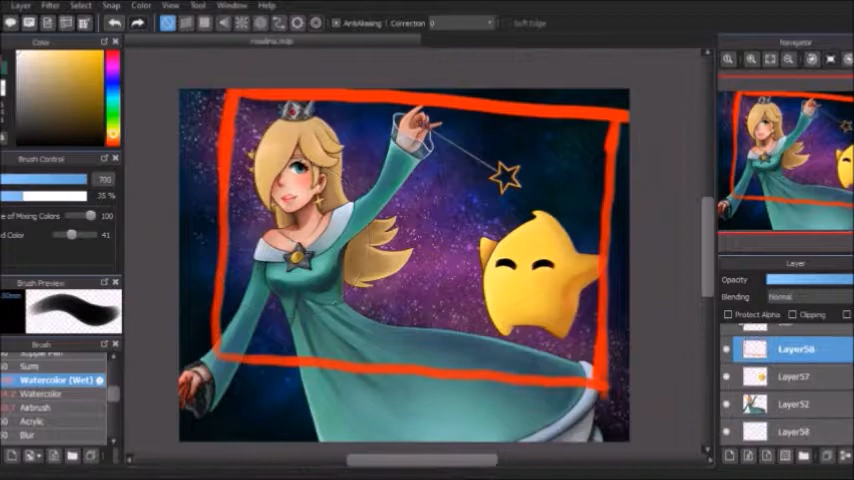 Layer Filter Select Snap Color View Tool Window Help
AntiAliasing Correction 0 Soft Edge
Color
Navigator
Brush Control
700
35 %
e of Mixing Colors 100
d Color 41
Brush Preview
Brush
Sumi
Watercolor (Wet)
Watercolor
Airbrush
Acrylic
50 Blur
Layer
Opacity
Blending Normal
Protect Alpha Clipping
Layer58
Layer57
Layer52